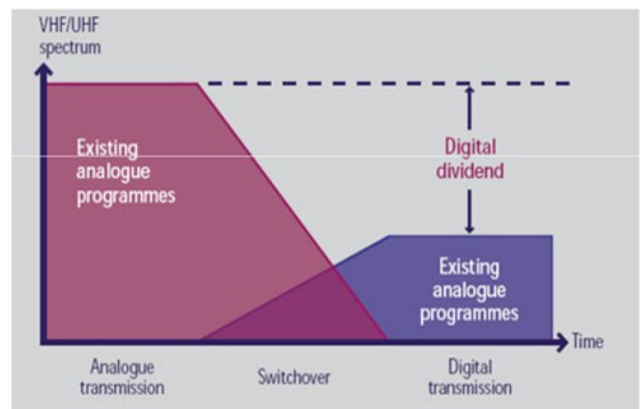 VHF/UHF
spectrum
Existing
analogue
programmes
Digital
dividend
Existing
analogue
programmes
Time
Analogue
transmission
Switchover
Digital
transmission